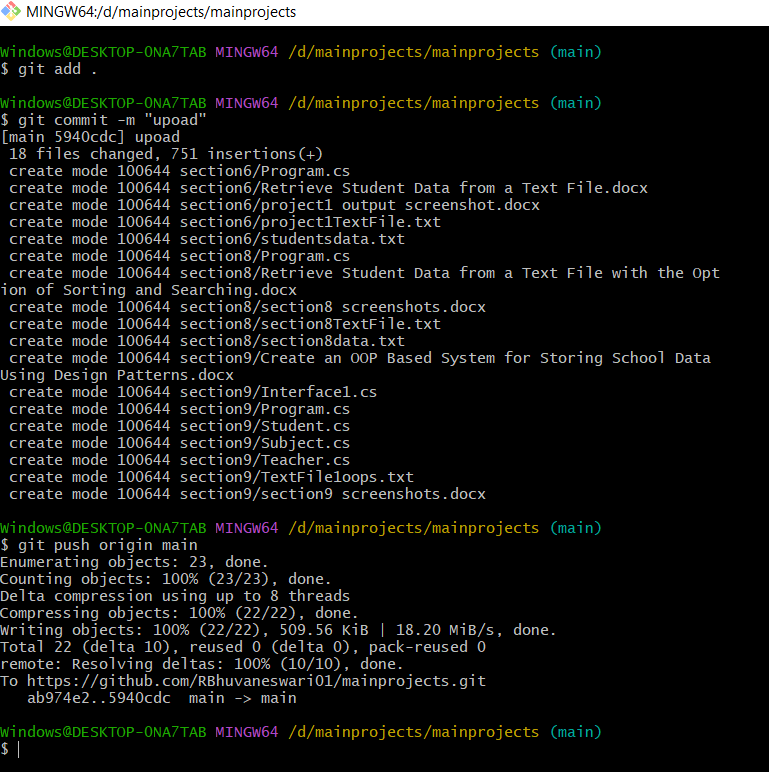 MINGW64:/d/mainprojects/mainprojects
Windows@DESKTOP-0NA7TAB MINGW64 /d/mainprojects/mainprojects (main)
$ git add .
Windows@DESKTOP-0NA7TAB MINGW64 /d/mainprojects/mainprojects (main)
$ git commit -m "upoad"
[main 5940cdc] upoad
 18 files changed, 751 insertions(+)
 create mode 100644 section6/Program.cs
 create mode 100644 section6/Retrieve Student Data from a Text File.docx
 create mode 100644 section6/project1 output screenshot.docx
 create mode 100644 section6/project1TextFile.txt
 create mode 100644 section6/studentsdata.txt
 create mode 100644 section8/Program.cs
 create mode 100644 section8/Retrieve Student Data from a Text File with the Opt
ion of Sorting and Searching.docx
 create mode 100644 section8/section8 screenshots.docx
 create mode 100644 section8/section8TextFile.txt
 create mode 100644 section8/section8data.txt
 create mode 100644 section9/Create an OOP Based System for Storing School Data
Using Design Patterns.docx
 create mode 100644 section9/Interface1.cs
 create mode 100644 section9/Program.cs
 create mode 100644 section9/Student.cs
 create mode 100644 section9/Subject.cs
 create mode 100644 section9/Teacher.cs
 create mode 100644 section9/TextFile1oops.txt
 create mode 100644 section9/section9 screenshots.docx
Windows@DESKTOP-0NA7TAB MINGW64 /d/mainprojects/mainprojects (main)
$ git push origin main
Enumerating objects: 23, done.
Counting objects: 100% (23/23), done.
Delta compression using up to 8 threads
Compressing objects: 100% (22/22), done.
Writing objects: 100% (22/22), 509.56 KiB | 18.20 MiB/s, done.
Total 22 (delta 10), reused 0 (delta 0), pack-reused 0
remote: Resolving deltas: 100% (10/10), done.
To https://github.com/RBhuvaneswari01/mainprojects.git
   ab974e2..5940cdc  main -> main
Windows@DESKTOP-0NA7TAB MINGW64 /d/mainprojects/mainprojects (main)
$